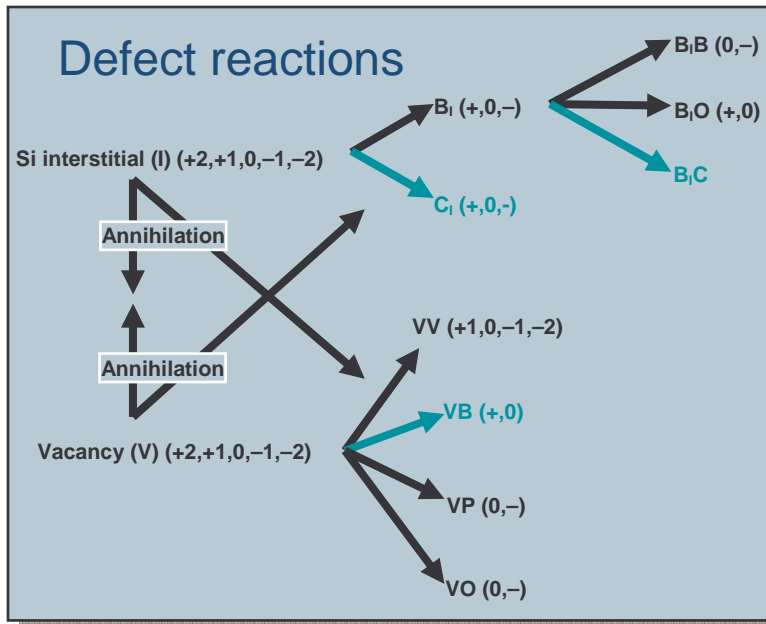 Defect reactions
BIB (0,–)
BI (+,0,–)
BIO (+,0)
Si interstitial (I) (+2,+1,0,–1,–2)
BIC
CI (+,0,-)
Annihilation
VV (+1,0,–1,–2)
Annihilation
VB (+,0)
Vacancy (V) (+2,+1,0,–1,–2)
VP (0,–)
VO (0,–)